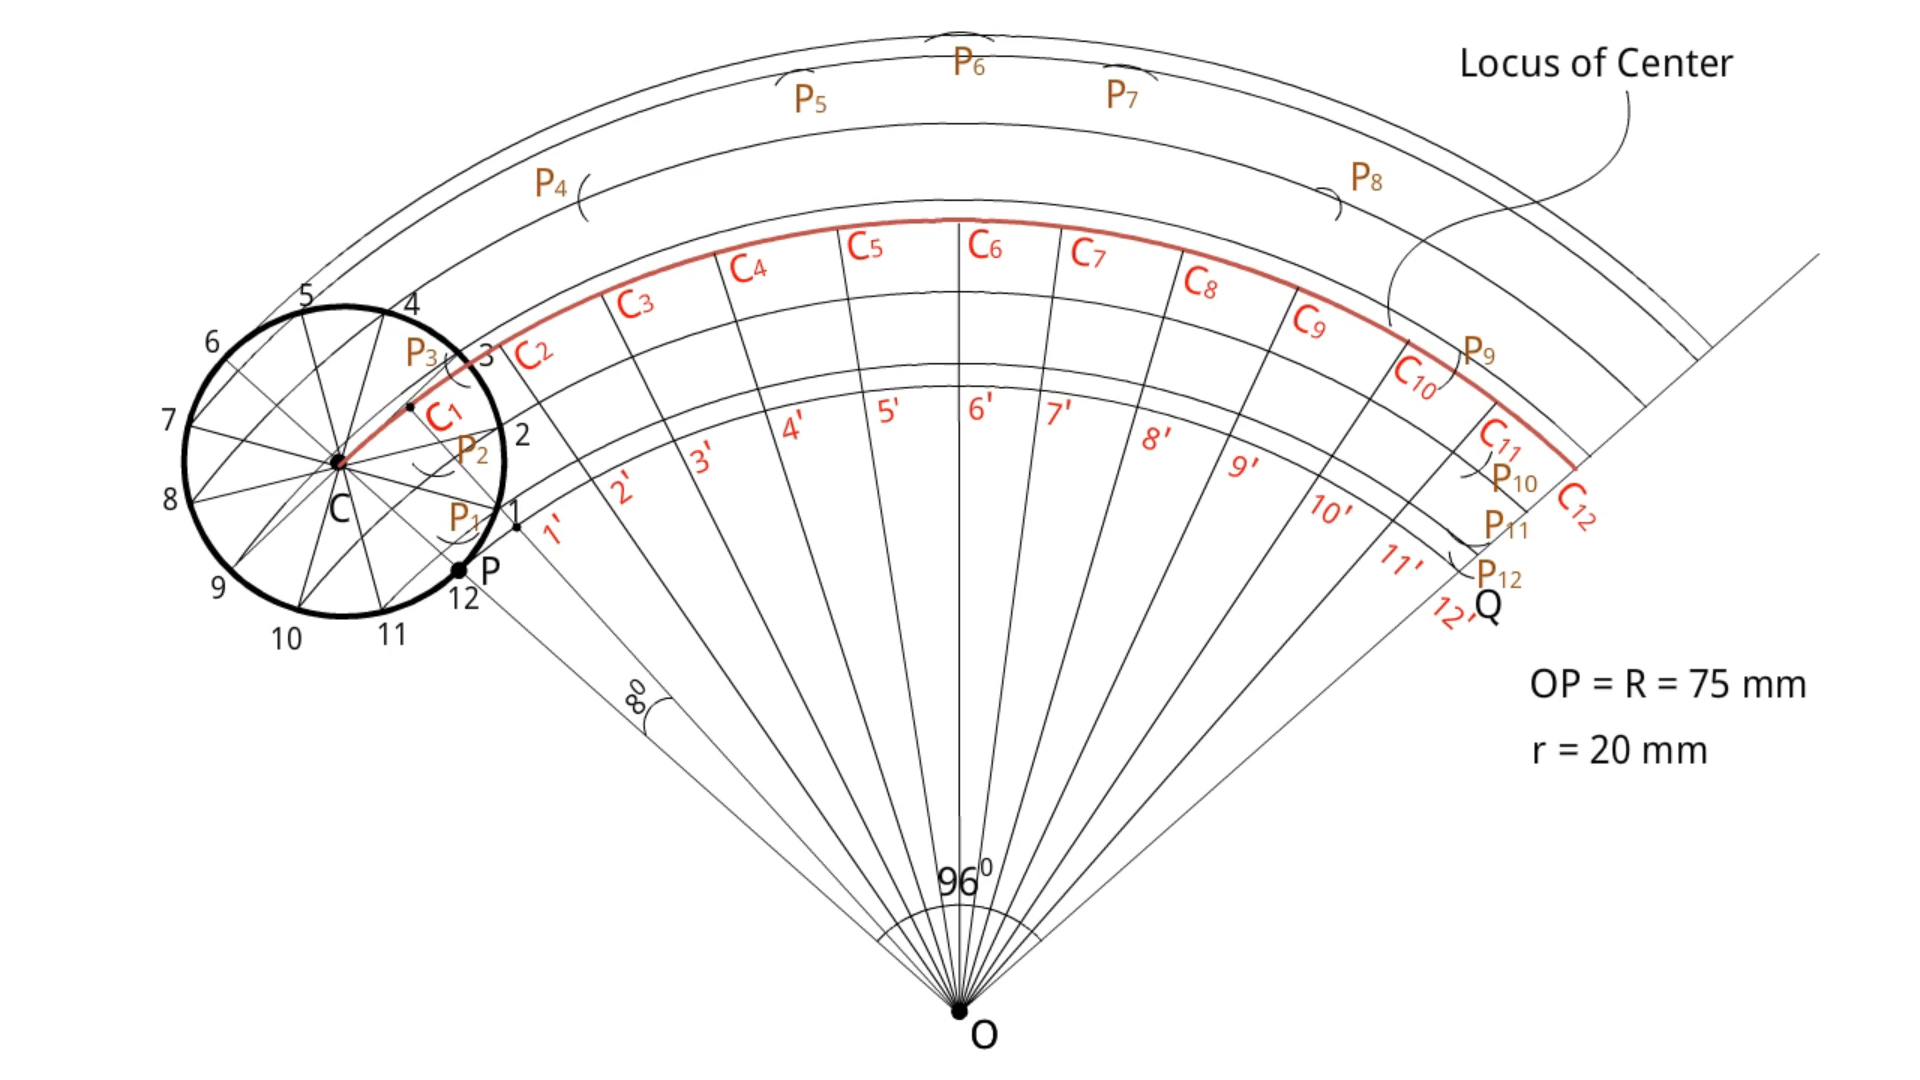 Locus of Center
P6
P5
P7
P4
P8
C5
C6
C7
C4
C8
C3
C9
5
4
6
P3
3
C2
C10
P9
7
C1
2
P2
5'
6'
7'
4'
8'
C11
3'
9'
P10
8
C
P1
1
1'
2'
10'
C12
P11
9
P
12
11'
P12
10
11
12'
Q
80
OP = R = 75 mm
r = 20 mm
96⁰
O